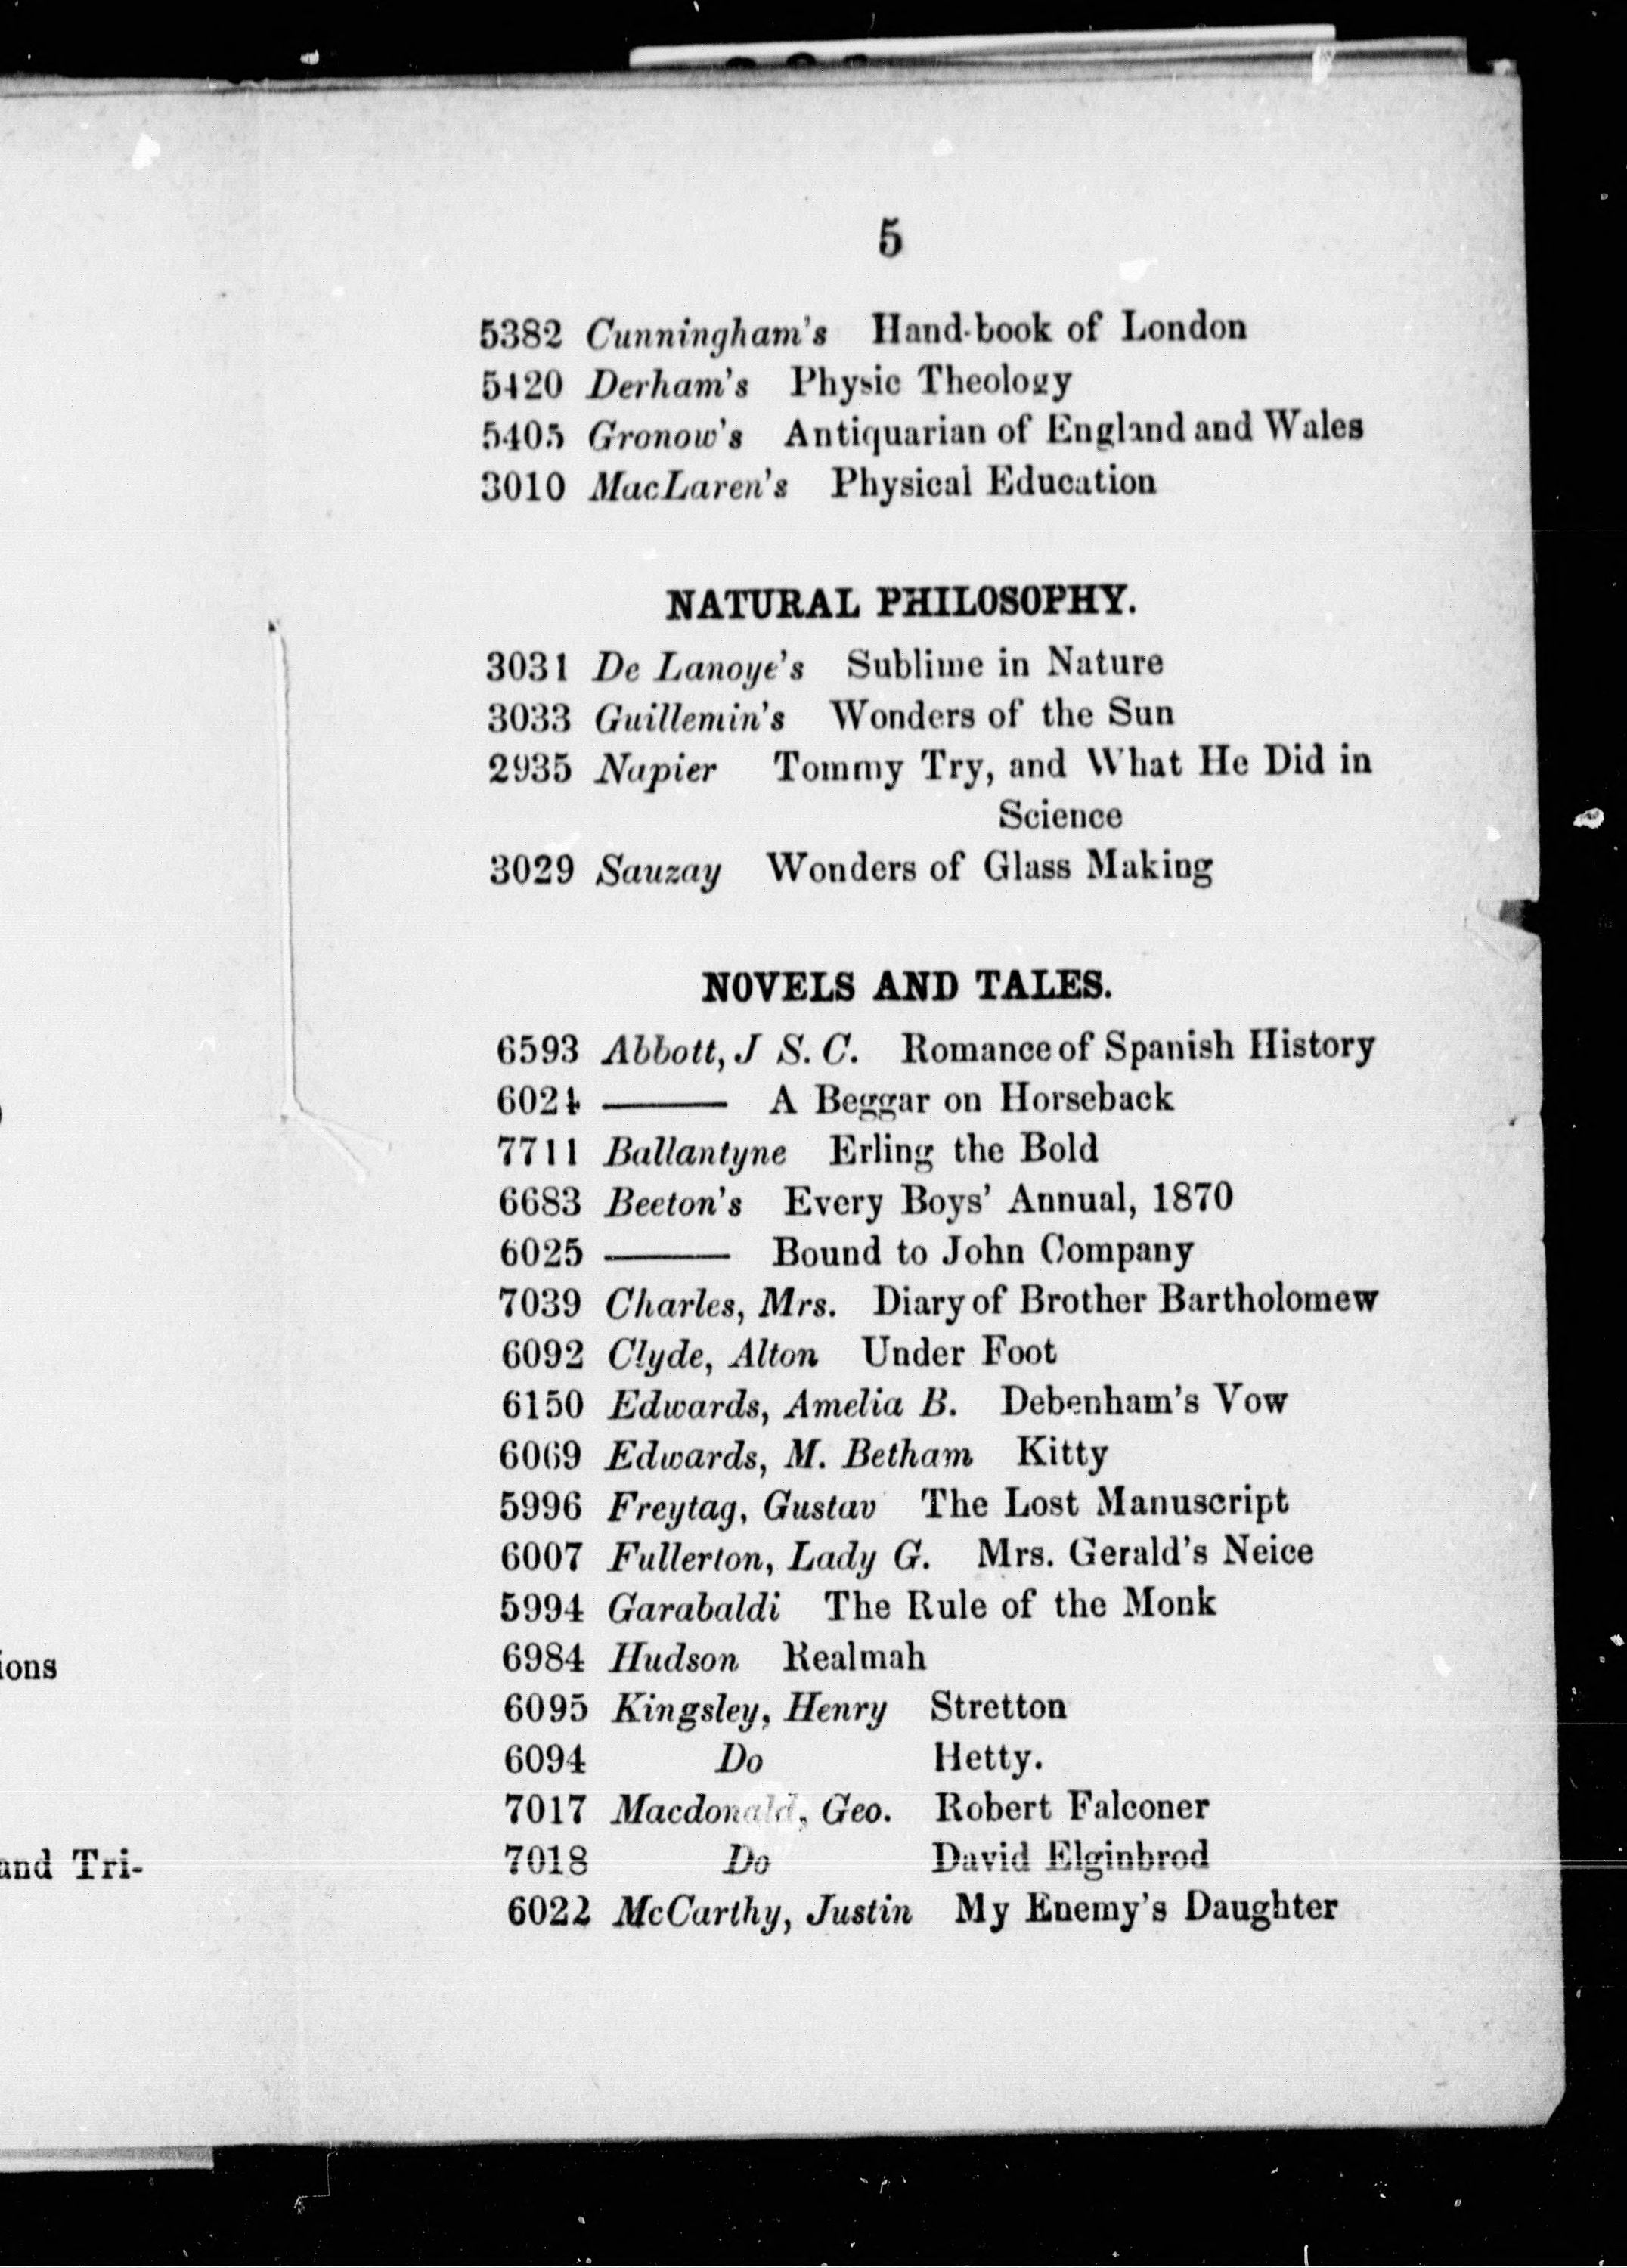 5
5382 Cunningham's Hand-book of London
5420 Derham's Physic Theology
5405 Gronow's Antiquarian of England and Wales
3010 MacLaren's Physical Education
NATURAL PHILOSOPHY.
3031 De Lanoye's Sublime in Nature
3033 Guillemin's Wonders of the Sun
2935 Napier Tommy Try, and What He Did in
Science
3029 Sauzay Wonders of Glass Making
NOVELS AND TALES.
6593 Abbott, J S. C. Romance of Spanish History
6024 ——— A Beggar on Horseback
7711 Ballantyne Erling the Bold
6683 Beeton's Every Boys' Annual, 1870
6025 ——— Bound to John Company
7039 Charles, Mrs. Diary of Brother Bartholomew
6092 Clyde, Alton Under Foot
6150 Edwards, Amelia B. Debenham's Vow
6069 Edwards, M. Betham Kitty
5996 Freytag, Gustav The Lost Manuscript
6007 Fullerton, Lady G. Mrs. Gerald's Neice
5994 Garabaldi The Rule of the Monk
6984 Hudson Realmah
6095 Kingsley, Henry Stretton
6094 Do Hetty.
7017 Macdonald, Geo. Robert Falconer
7018 Do David Elginbrod
6022 McCarthy, Justin My Enemy's Daughter
ions
and Tri-